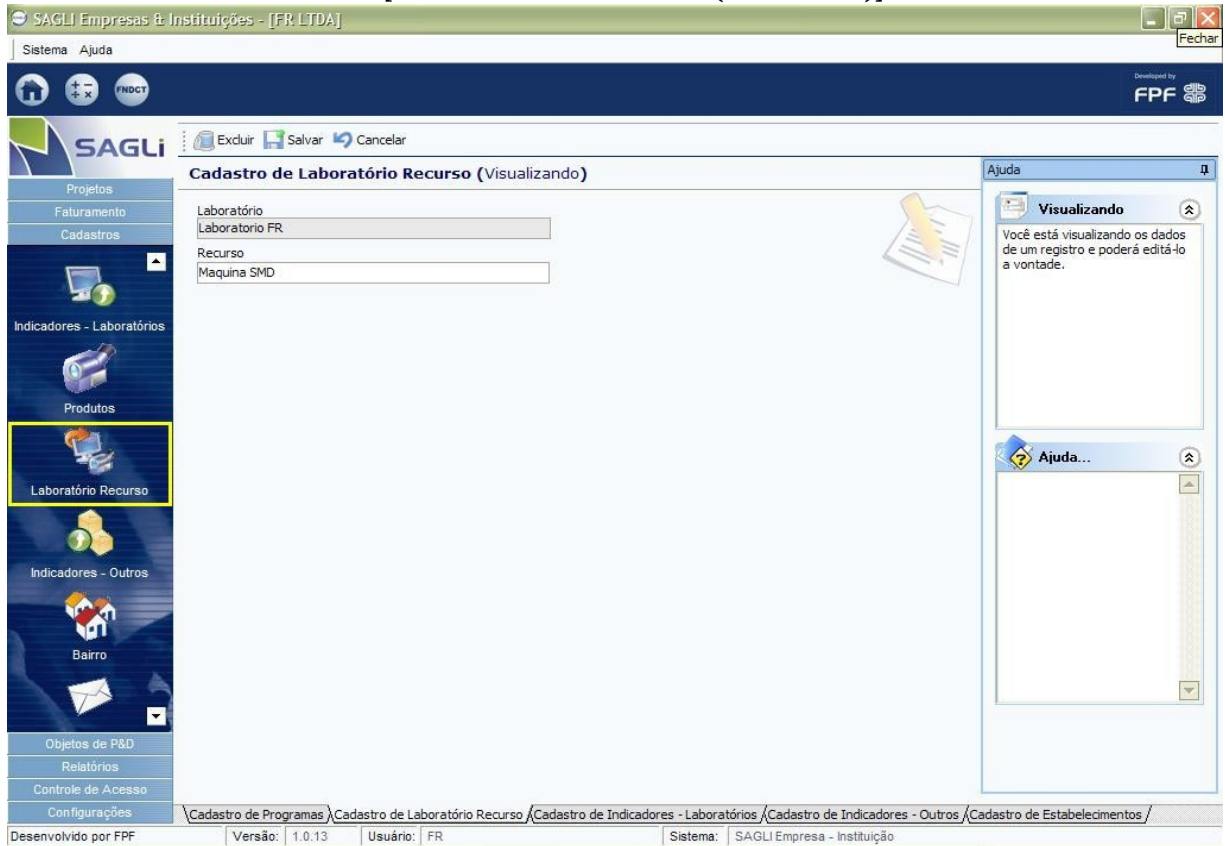 SAGLI Empresas & Instituições - [FR LTDA]
Fechar
Sistema Ajuda
FNDCT
Developed by
FPF
SAGLi
Excluir Salvar Cancelar
Cadastro de Laboratório Recurso (Visualizando)
Projetos
Faturamento
Cadastros
Indicadores - Laboratórios
Produtos
Laboratório Recurso
Indicadores - Outros
Bairro
Objetos de P&D
Relatórios
Controle de Acesso
Configurações
Laboratório
Laboratorio FR
Recurso
Maquina SMD
Ajuda
Visualizando
Você está visualizando os dados
de um registro e poderá editá-lo
a vontade.
Ajuda...
Cadastro de Programas Cadastro de Laboratório Recurso Cadastro de Indicadores - Laboratórios Cadastro de Indicadores - Outros Cadastro de Estabelecimentos
Desenvolvido por FPF Versão: 1.0.13 Usuário: FR Sistema: SAGLI Empresa - Instituição